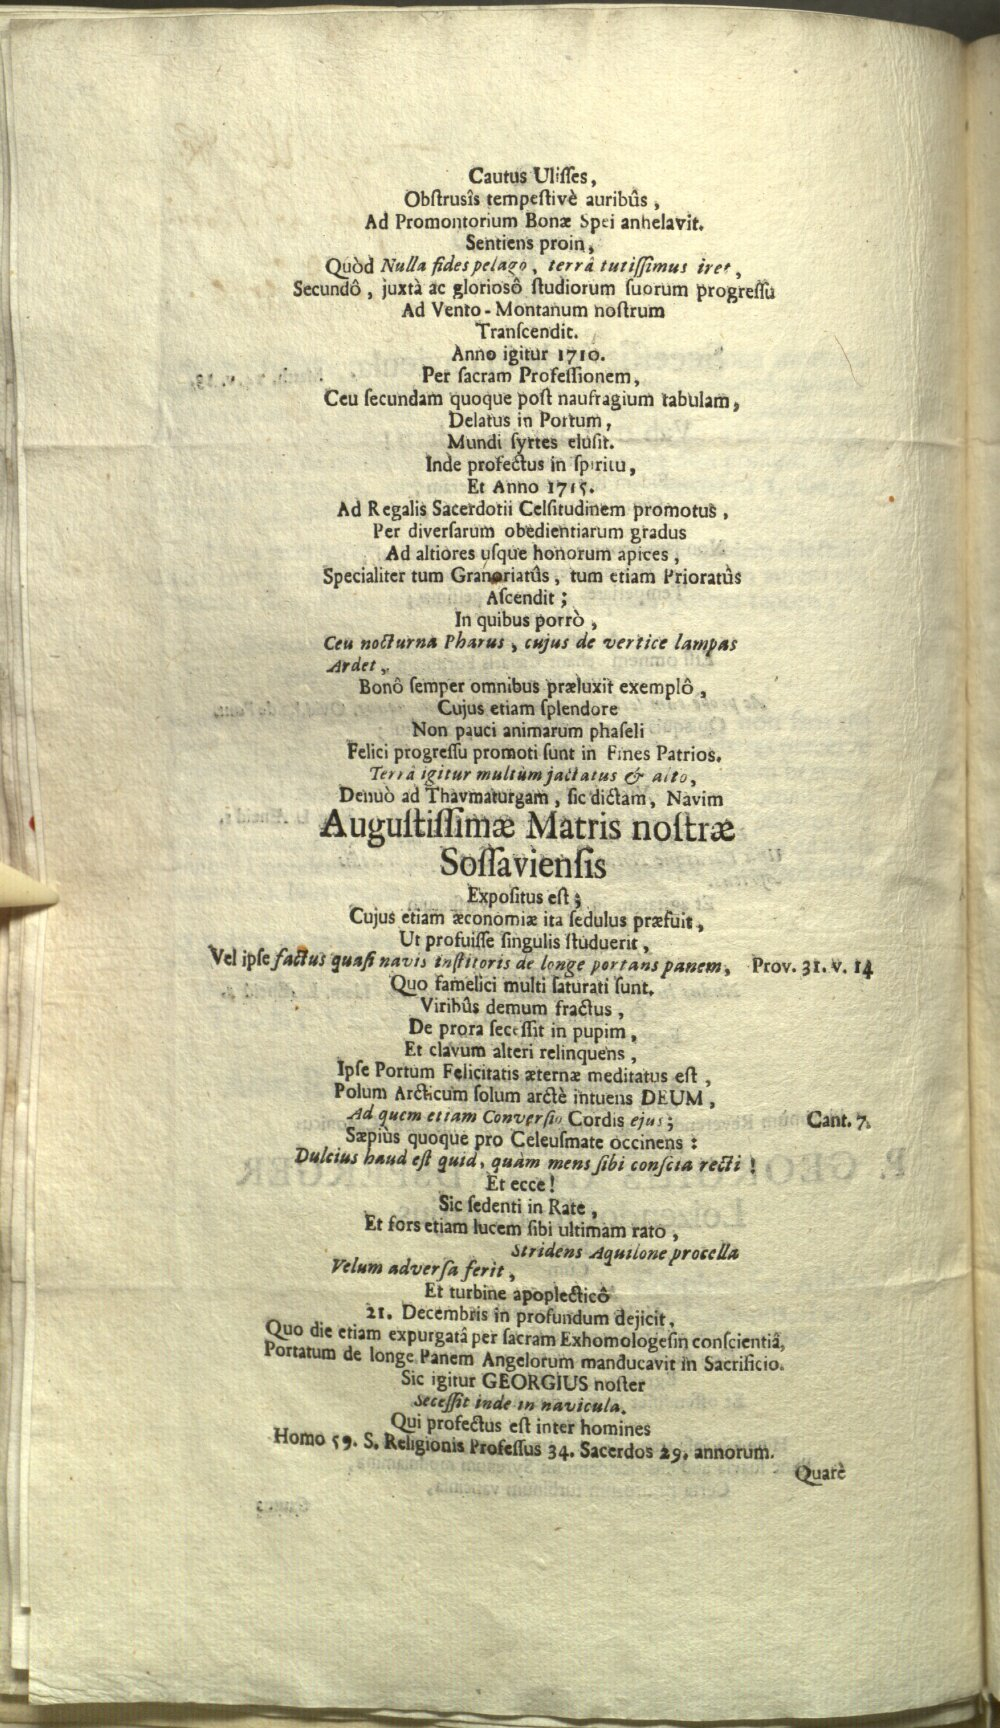 Cautus Ulisses,
Obstrusîs tempestivè auribûs,
Ad Promontorium Bonæ Spei anhelavit.
Sentiens proin,
Quòd Nulla fides pelago, terrâ tutissimus iret,
Secundô, juxtà ac gloriosô studiorum suorum progressu
Ad Vento-Montanum nostrum
Transcendit.
Anno igitur 1710.
Per sacram Professionem,
Ceu secundam quoque post naufragium tabulam,
Delatus in Portum,
Mundi syrtes elusit.
Inde profectus in spiritu,
Et Anno 1715.
Ad Regalis Sacerdotii Celsitudinem promotus,
Per diversarum obedientiarum gradus
Ad altiores usque honorum apices,
Specialiter tum Granariatûs, tum etiam Prioratûs
Ascendit;
In quibus porrò,
Ceu nocturna Pharus, cujus de vertice lampas
Ardet,
Bonô semper omnibus præluxit exemplô,
Cujus etiam splendore
Non pauci animarum phaseli
Felici progressu promoti sunt in Fines Patrios.
Terrâ igitur multùm jactatus & alto,
Denuò ad Thavmaturgam, sic dictam, Navim
Augustissimæ Matris nostræ
Sossaviensis
Expositus est;
Cujus etiam æconomiæ ita sedulus præfuit,
Ut profuisse singulis studuerit,
Vel ipse factus quasi navis institoris de longe portans panem, Prov. 31. v. 14
Quo famelici multi saturati sunt.
Viribûs demum fractus,
De prora secessit in pupim,
Et clavum alteri relinquens,
Ipse Portum Felicitatis æternæ meditatus est,
Polum Arcticum solum arctè intuens DEUM,
Ad quem etiam Conversio Cordis ejus; Cant. 7.
Sæpiùs quoque pro Celeusmate occinens:
Dulcius haud est quid, quàm mens sibi conscia recti!
Et ecce!
Sic sedenti in Rate,
Et fors etiam lucem sibi ultimam rato,
Stridens Aquilone procella
Velum adversa ferit,
Et turbine apoplecticô
21. Decembris in profundum dejicit,
Quo die etiam expurgatâ per sacram Exhomologesin conscientiâ,
Portatum de longe Panem Angelorum manducavit in Sacrificio.
Sic igitur GEORGIUS noster
Secessit inde in navicula.
Qui profectus est inter homines
Homo 59. S. Religionis Professus 34. Sacerdos 29. annorum.
Quarè